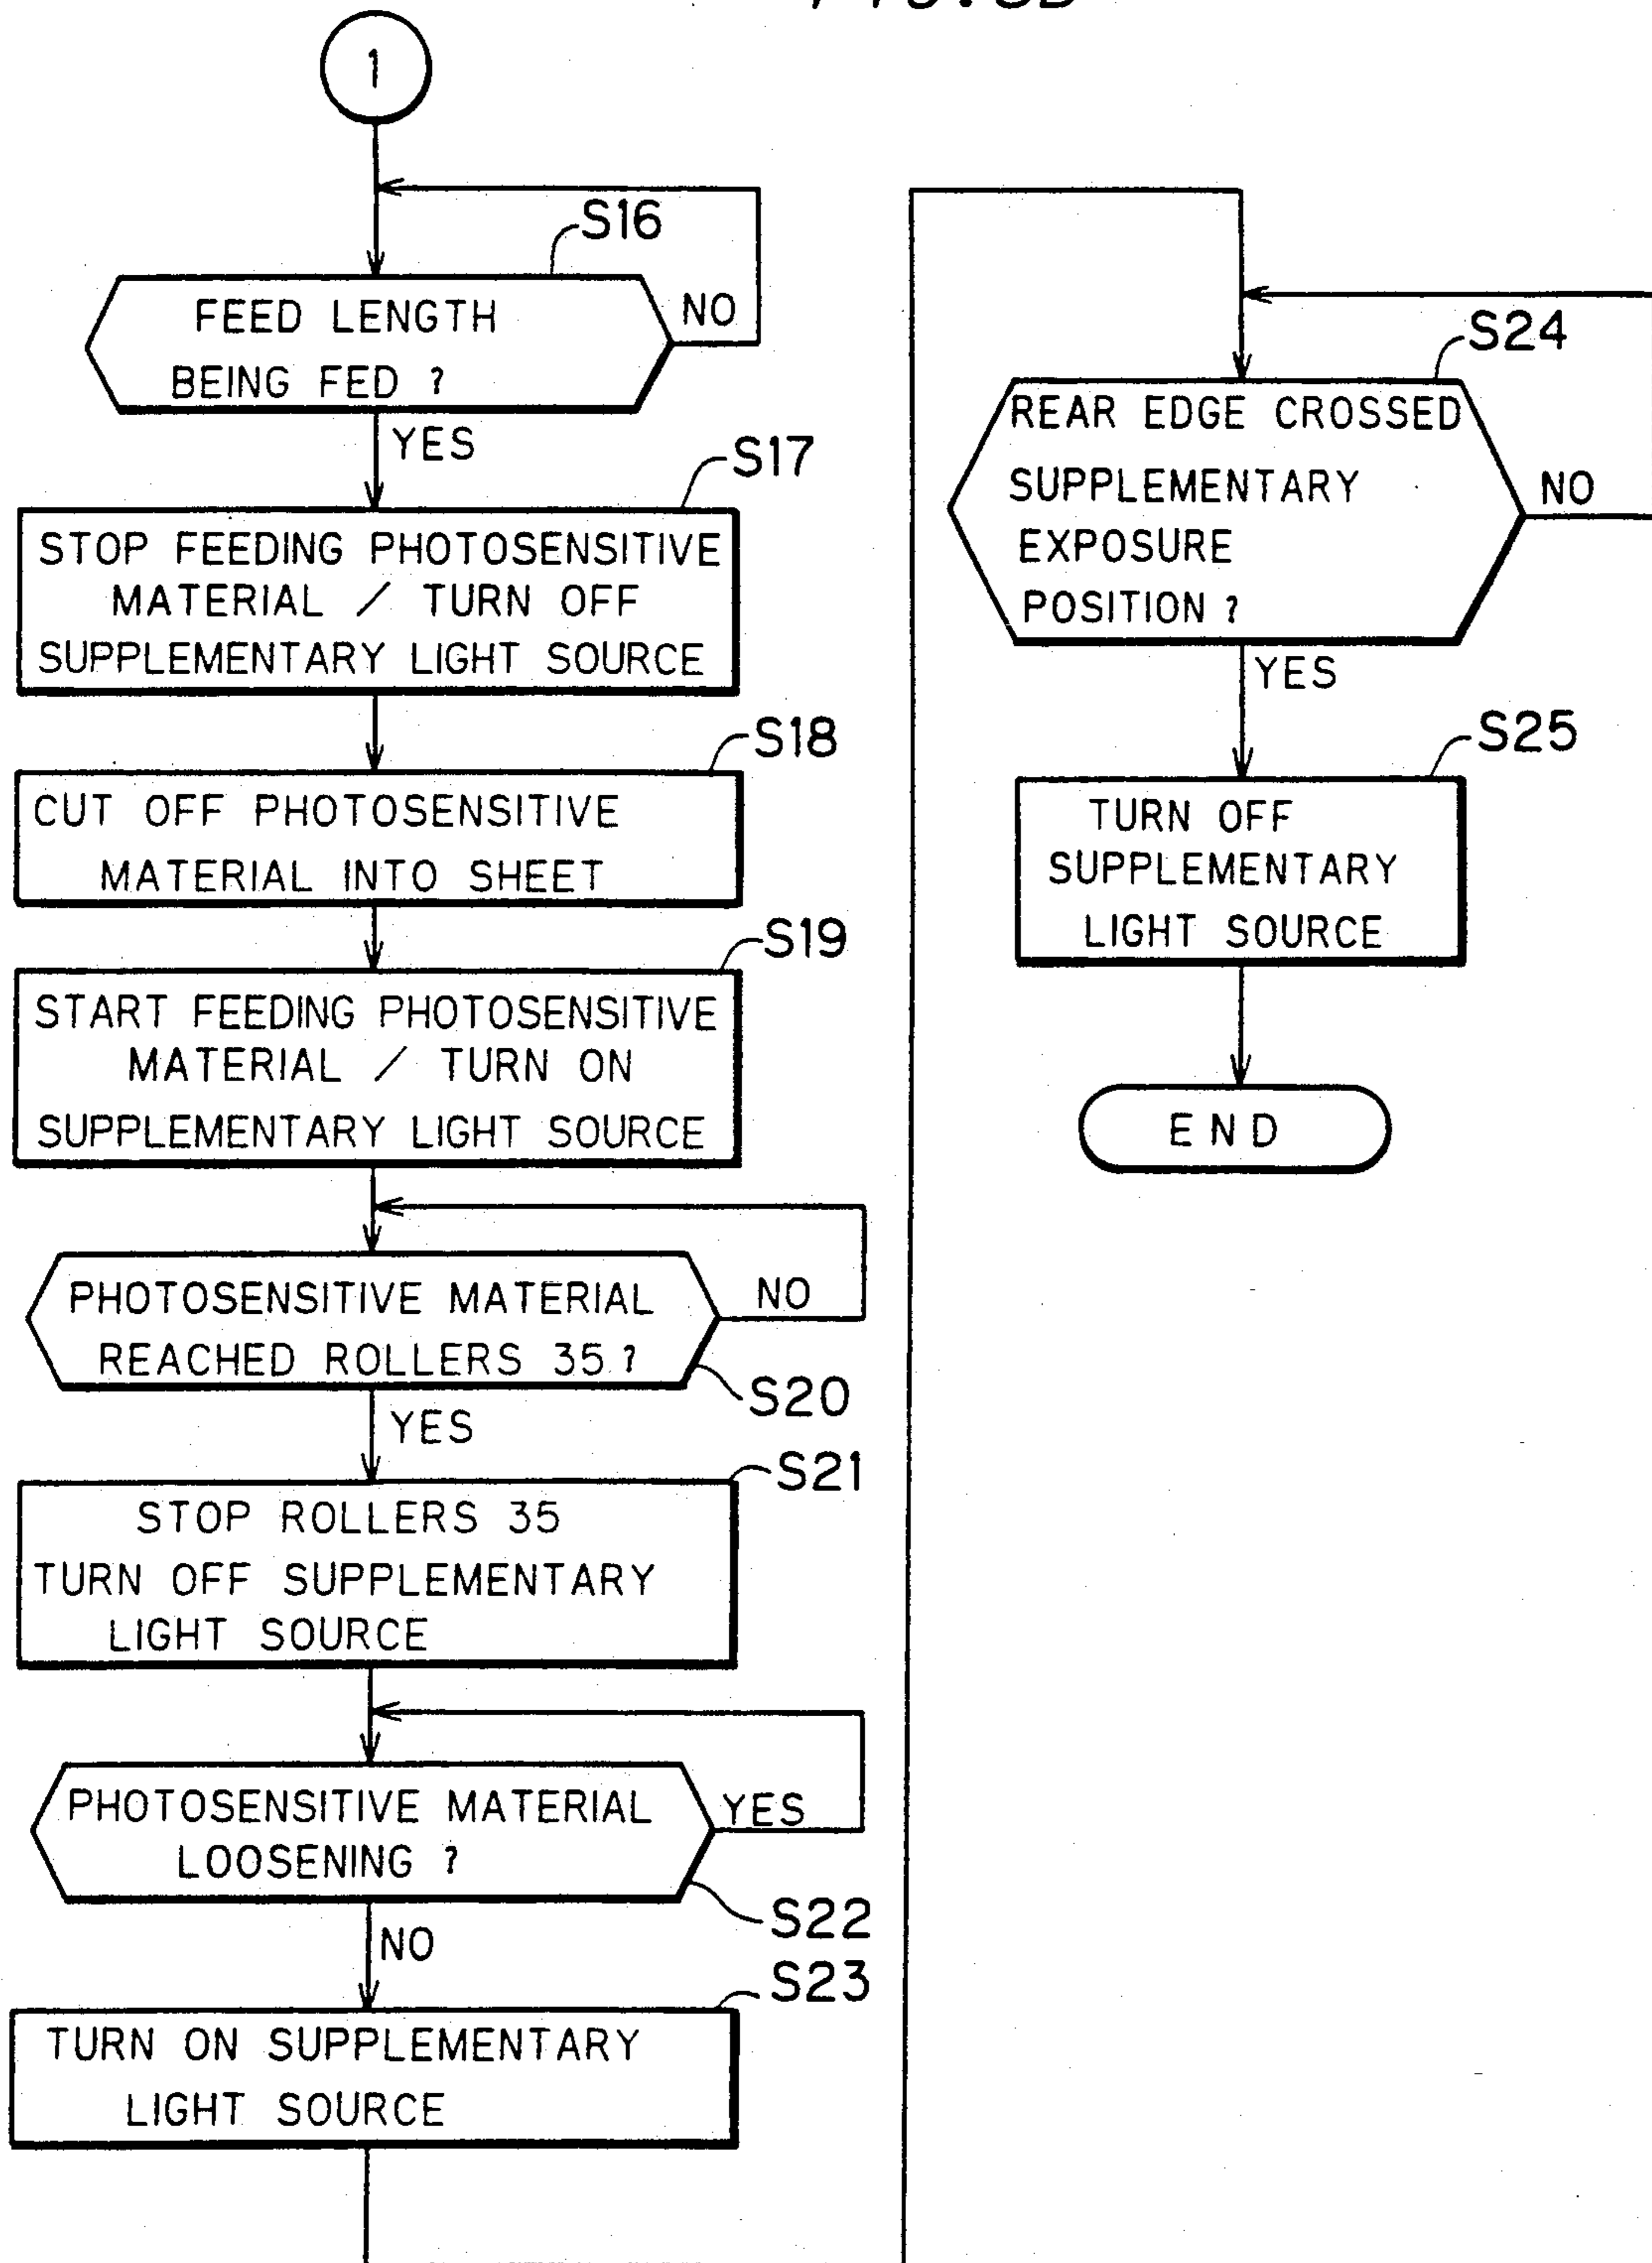 1
S16
FEED LENGTH
BEING FED ?
NO
YES
S17
STOP FEEDING PHOTOSENSITIVE
MATERIAL / TURN OFF
SUPPLEMENTARY LIGHT SOURCE
S18
CUT OFF PHOTOSENSITIVE
MATERIAL INTO SHEET
S19
START FEEDING PHOTOSENSITIVE
MATERIAL / TURN ON
SUPPLEMENTARY LIGHT SOURCE
PHOTOSENSITIVE MATERIAL
REACHED ROLLERS 35 ?
NO
S20
YES
S21
STOP ROLLERS 35
TURN OFF SUPPLEMENTARY
LIGHT SOURCE
PHOTOSENSITIVE MATERIAL
LOOSENING ?
YES
S22
NO
S23
TURN ON SUPPLEMENTARY
LIGHT SOURCE
S24
REAR EDGE CROSSED
SUPPLEMENTARY
EXPOSURE
POSITION ?
NO
YES
S25
TURN OFF
SUPPLEMENTARY
LIGHT SOURCE
END